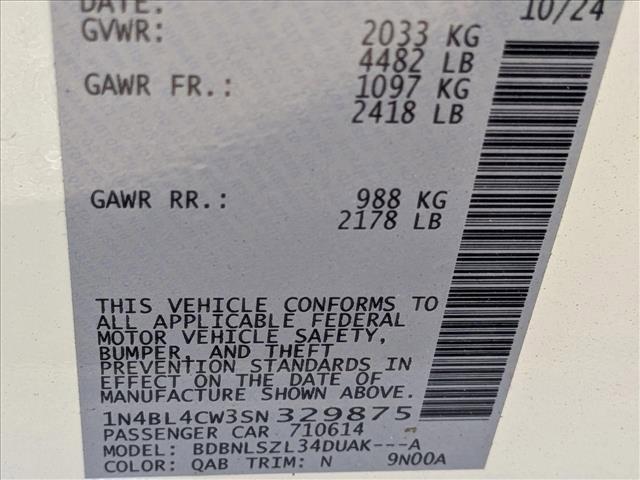 DATE: 10/24
GVWR: 2033 KG
4482 LB
GAWR FR.: 1097 KG
2418 LB
GAWR RR.: 988 KG
2178 LB
THIS VEHICLE CONFORMS TO
ALL APPLICABLE FEDERAL
MOTOR VEHICLE SAFETY,
BUMPER, AND THEFT
PREVENTION STANDARDS IN
EFFECT ON THE DATE OF
MANUFACTURE SHOWN ABOVE.
1N4BL4CW3SN329875
PASSENGER CAR 710614
MODEL: BDBNLSZL34DUAK---A
COLOR: QAB TRIM: N 9N00A